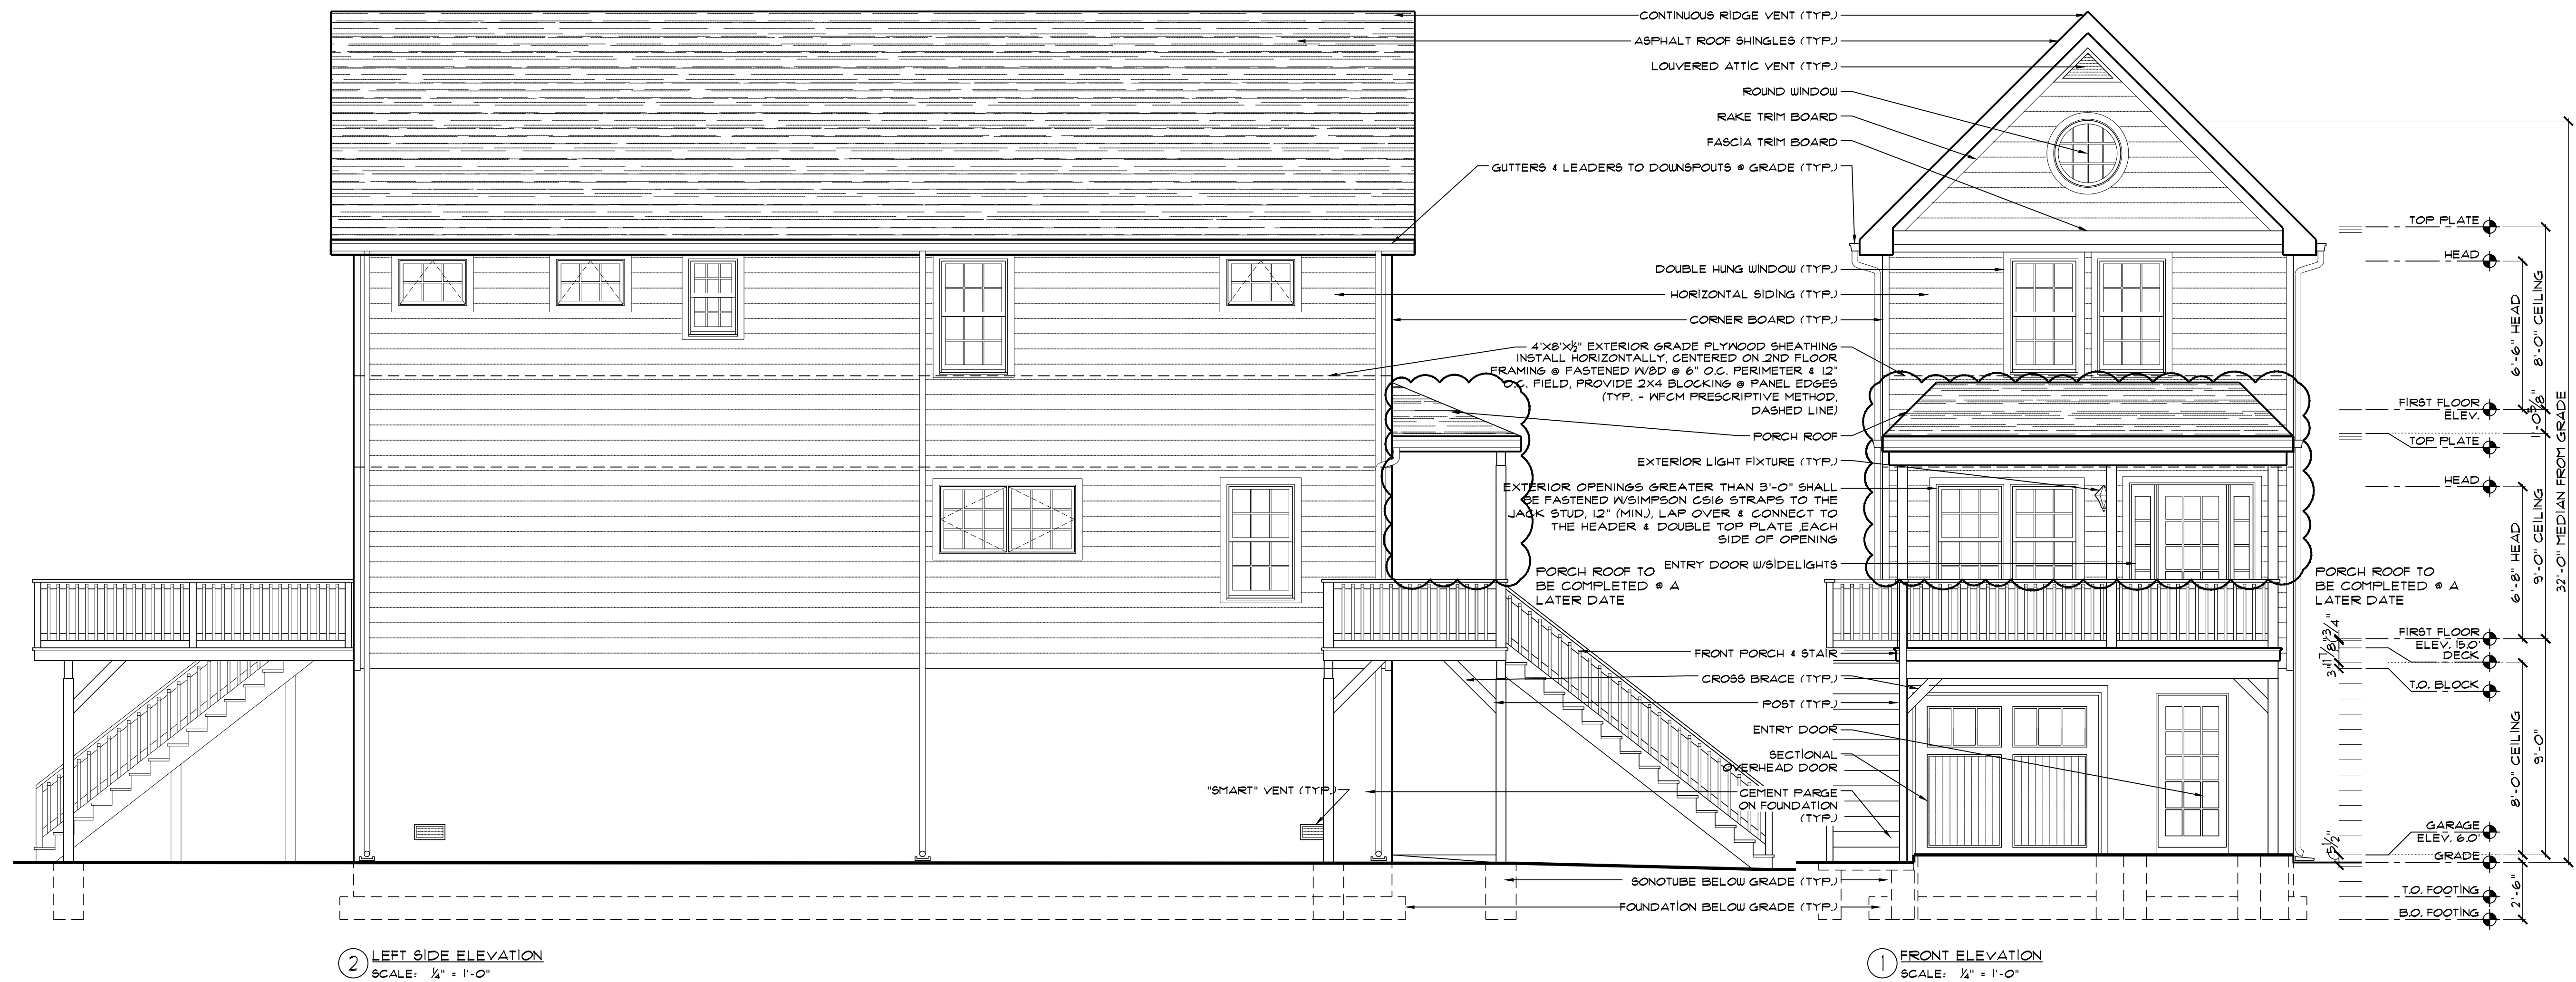 CONTINUOUS RIDGE VENT (TYP.)
ASPHALT ROOF SHINGLES (TYP.)
LOUVERED ATTIC VENT (TYP.)
ROUND WINDOW
RAKE TRIM BOARD
FASCIA TRIM BOARD
GUTTERS & LEADERS TO DOWNSPOUTS @ GRADE (TYP.)
DOUBLE HUNG WINDOW (TYP.)
HORIZONTAL SIDING (TYP.)
CORNER BOARD (TYP.)
4'X8'X½" EXTERIOR GRADE PLYWOOD SHEATHING
INSTALL HORIZONTALLY, CENTERED ON 2ND FLOOR
FRAMING @ FASTENED W/8D @ 6" O.C. PERIMETER & 12"
O.C. FIELD, PROVIDE 2X4 BLOCKING @ PANEL EDGES
(TYP. - WFCM PRESCRIPTIVE METHOD,
DASHED LINE)
PORCH ROOF
EXTERIOR LIGHT FIXTURE (TYP.)
EXTERIOR OPENINGS GREATER THAN 3'-0" SHALL
BE FASTENED W/SIMPSON CS16 STRAPS TO THE
JACK STUD, 12" (MIN.), LAP OVER & CONNECT TO
THE HEADER & DOUBLE TOP PLATE ,EACH
SIDE OF OPENING
ENTRY DOOR W/SIDELIGHTS
PORCH ROOF TO
BE COMPLETED @ A
LATER DATE
FRONT PORCH & STAIR
CROSS BRACE (TYP.)
POST (TYP.)
ENTRY DOOR
SECTIONAL
OVERHEAD DOOR
"SMART" VENT (TYP.)
CEMENT PARGE
ON FOUNDATION
(TYP.)
SONOTUBE BELOW GRADE (TYP.)
FOUNDATION BELOW GRADE (TYP.)
PORCH ROOF TO
BE COMPLETED @ A
LATER DATE
TOP PLATE
HEAD
FIRST FLOOR
ELEV.
TOP PLATE
HEAD
FIRST FLOOR
ELEV. 15.0'
DECK
T.O. BLOCK
GARAGE
ELEV. 6.0'
GRADE
T.O. FOOTING
B.O. FOOTING
6'-6" HEAD
8'-0" CEILING
1'-0 5/8"
32'-0" MEDIAN FROM GRADE
6'-8" HEAD
9'-0" CEILING
3"
11 7/8"
8'-0" CEILING
9'-0"
5½"
2'-6"
2 LEFT SIDE ELEVATION
SCALE: ¼" = 1'-0"
1 FRONT ELEVATION
SCALE: ¼" = 1'-0"